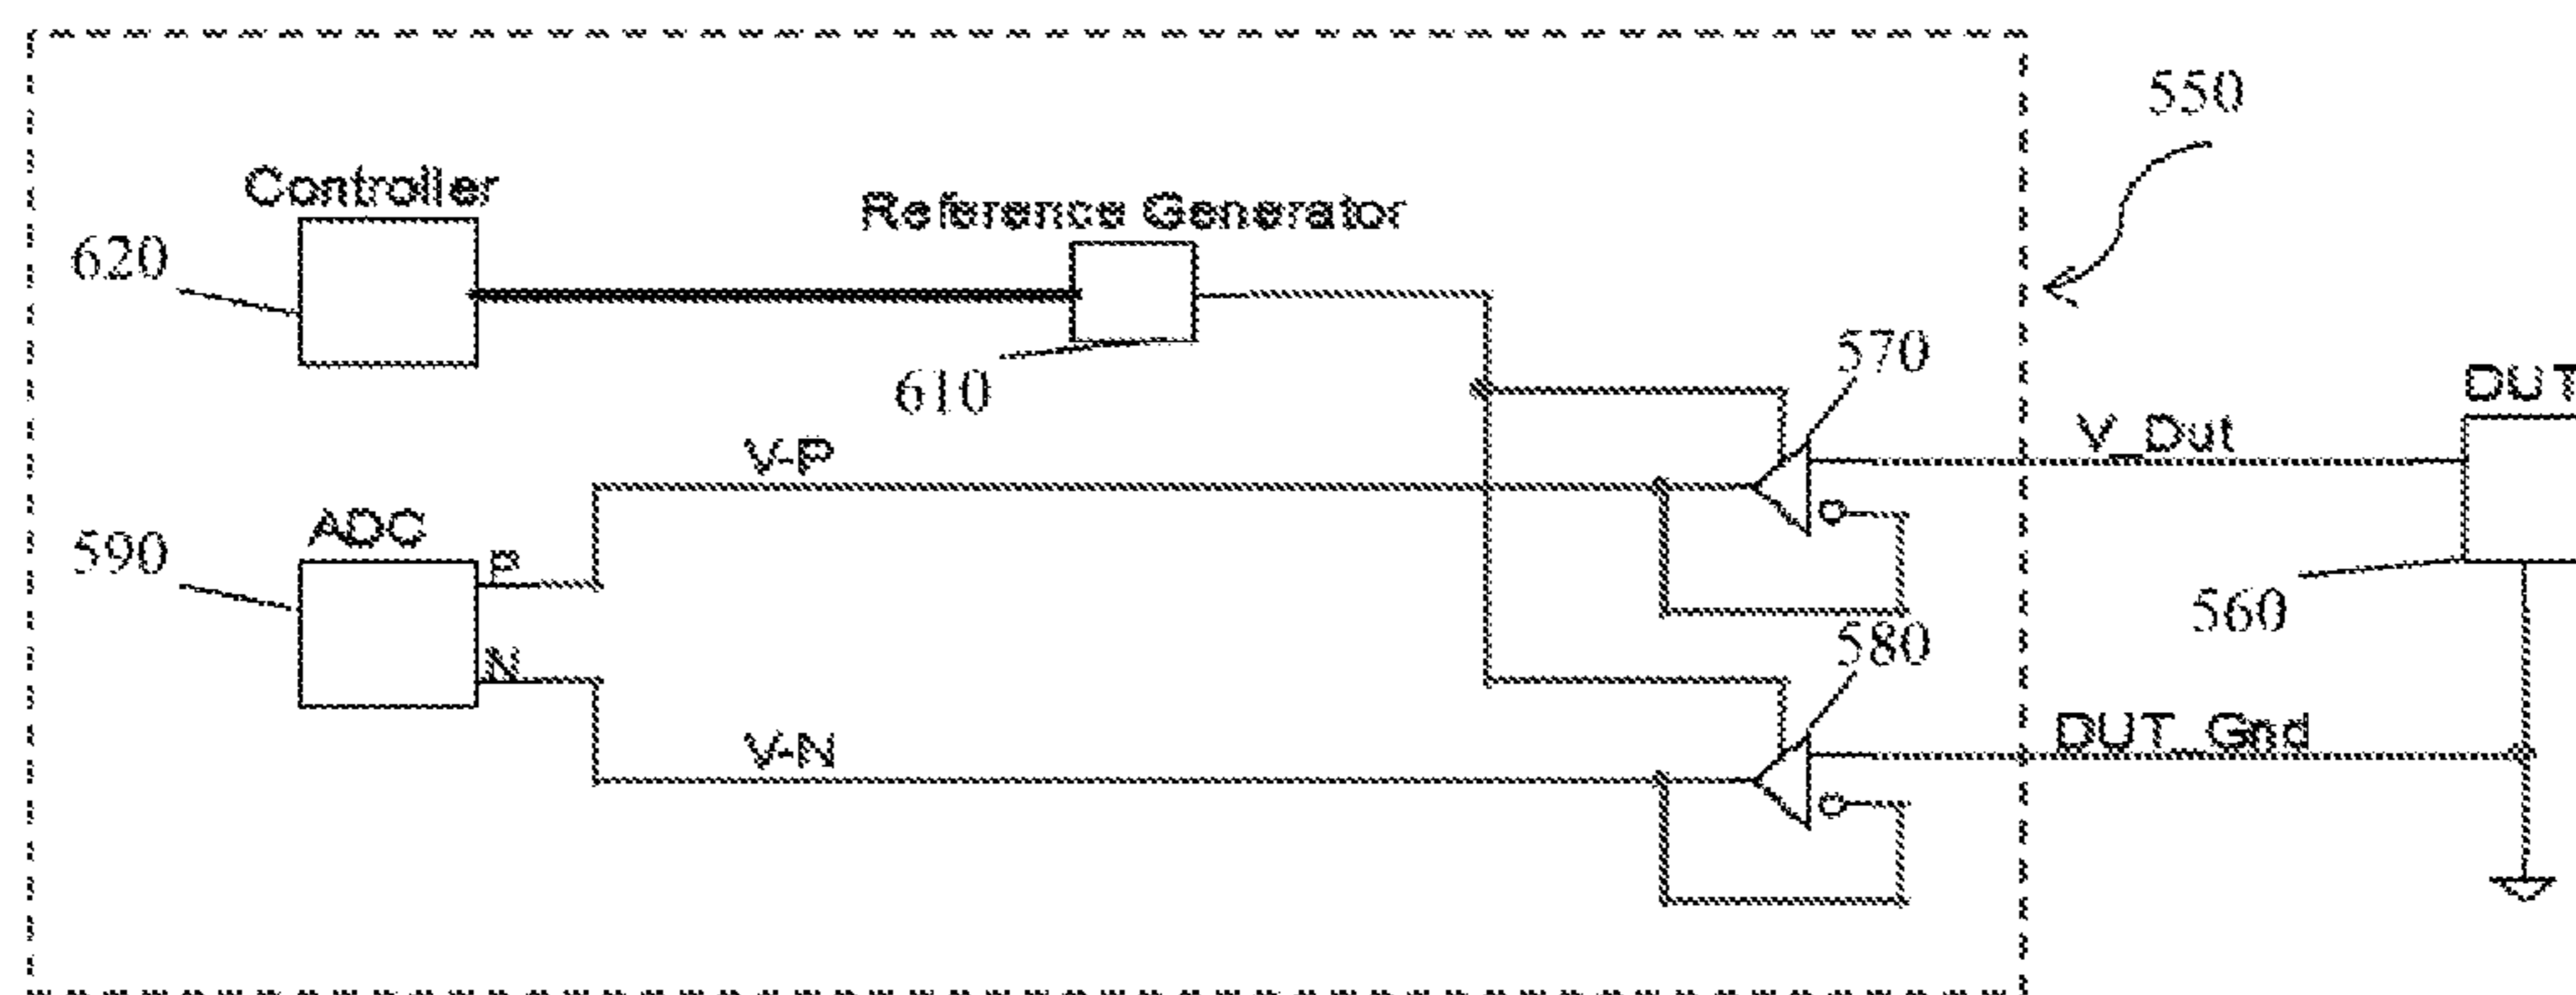 550
Controller
Reference Generator
620
610
570
DUT
V_Dut
V-P
ADC
590
P
N
560
580
V-N
DUT_Gnd